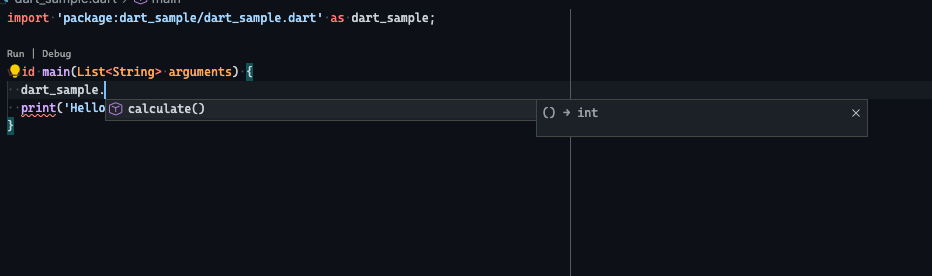 dart_sample.dart > main
import 'package:dart_sample/dart_sample.dart' as dart_sample;
Run | Debug
id main(List<String> arguments) {
dart_sample.
calculate()
() → int
print('Hello
}